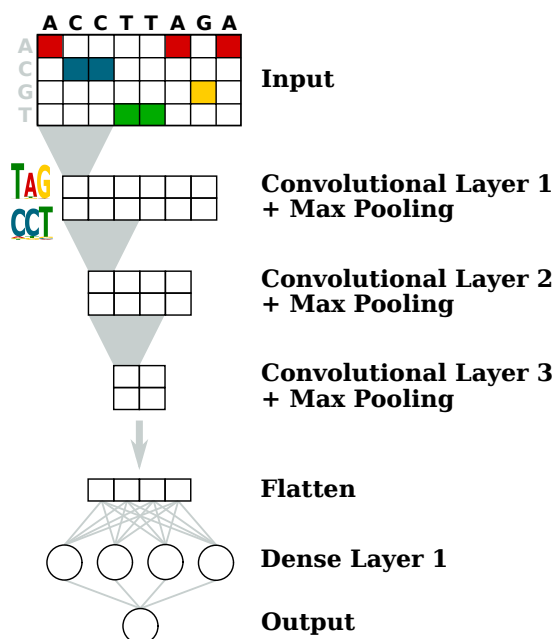 A C C T T A G A
A
C
G
T
Input
TAG
CCT
Convolutional Layer 1
+ Max Pooling
Convolutional Layer 2
+ Max Pooling
Convolutional Layer 3
+ Max Pooling
Flatten
Dense Layer 1
Output